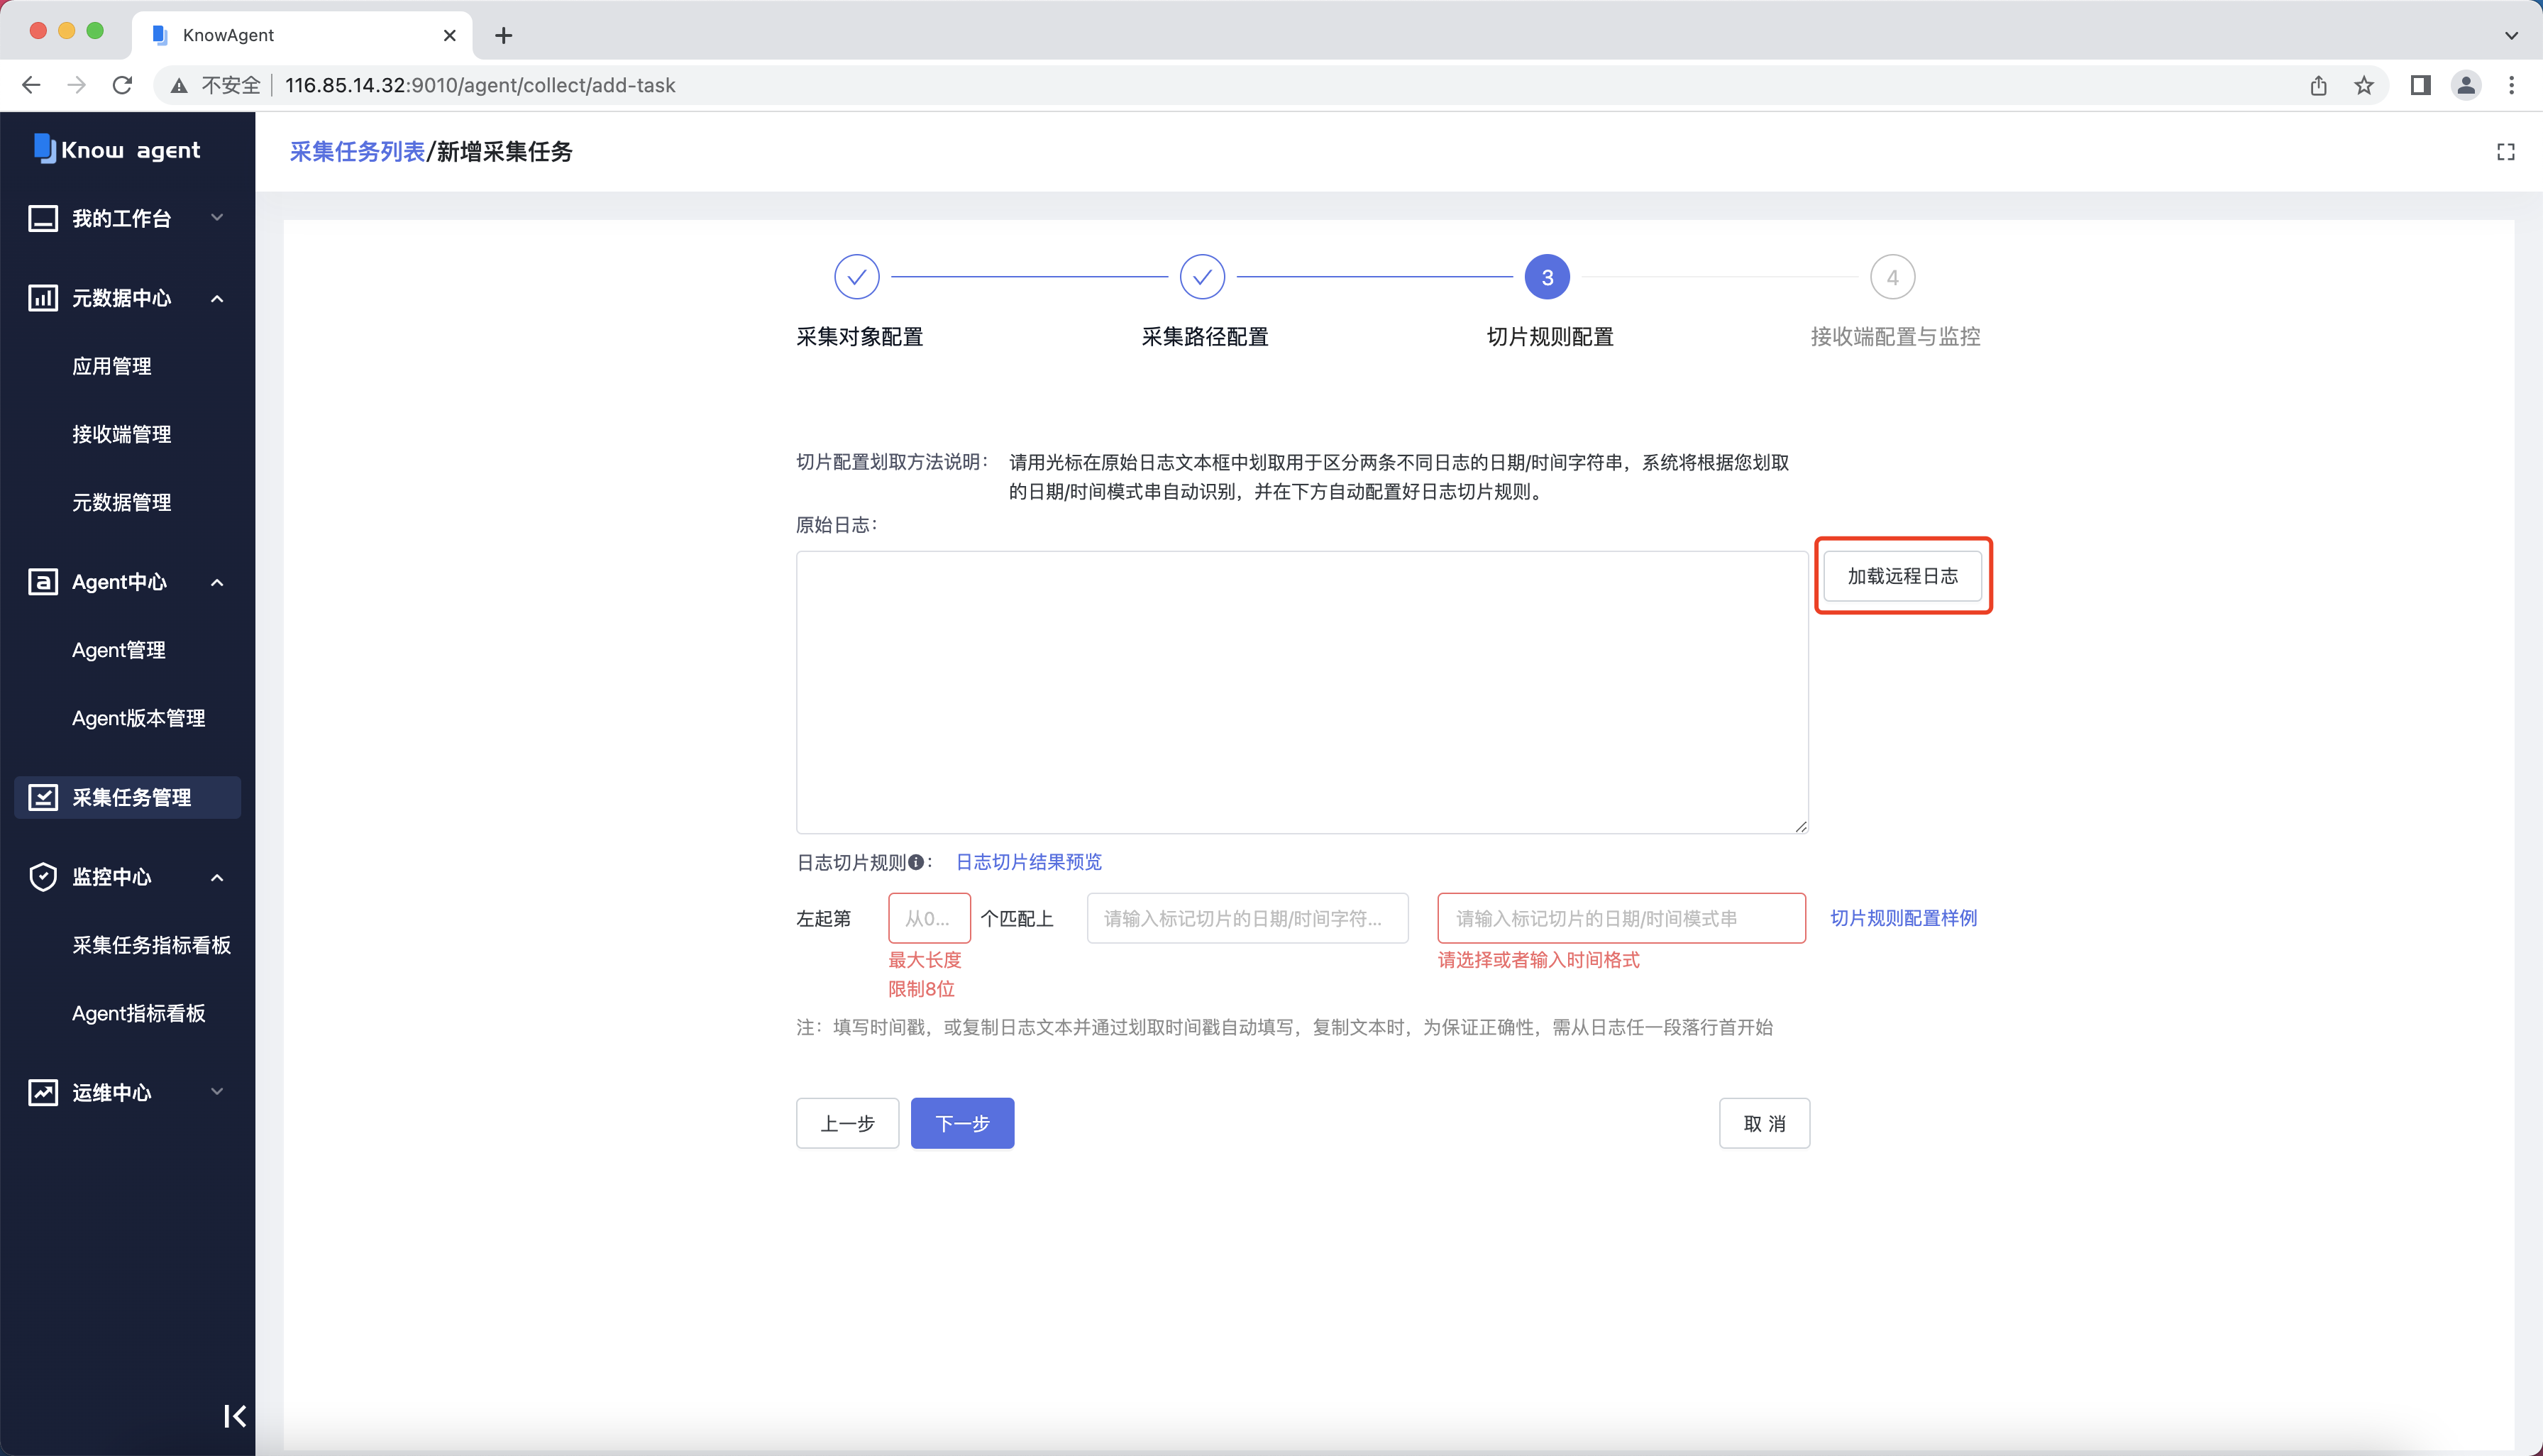 KnowAgent
不安全
116.85.14.32:9010/agent/collect/add-task
Know agent
采集任务列表/新增采集任务
我的工作台
元数据中心
应用管理
接收端管理
元数据管理
Agent中心
Agent管理
Agent版本管理
采集任务管理
监控中心
采集任务指标看板
Agent指标看板
运维中心
3
4
采集对象配置
采集路径配置
切片规则配置
接收端配置与监控
切片配置划取方法说明： 请用光标在原始日志文本框中划取用于区分两条不同日志的日期/时间字符串，系统将根据您划取
的日期/时间模式串自动识别，并在下方自动配置好日志切片规则。
原始日志：
加载远程日志
日志切片规则： 日志切片结果预览
左起第 从0... 个匹配上 请输入标记切片的日期/时间字符... 请输入标记切片的日期/时间模式串 切片规则配置样例
最大长度
限制8位
请选择或者输入时间格式
注：填写时间戳，或复制日志文本并通过划取时间戳自动填写，复制文本时，为保证正确性，需从日志任一段落行首开始
上一步
下一步
取 消